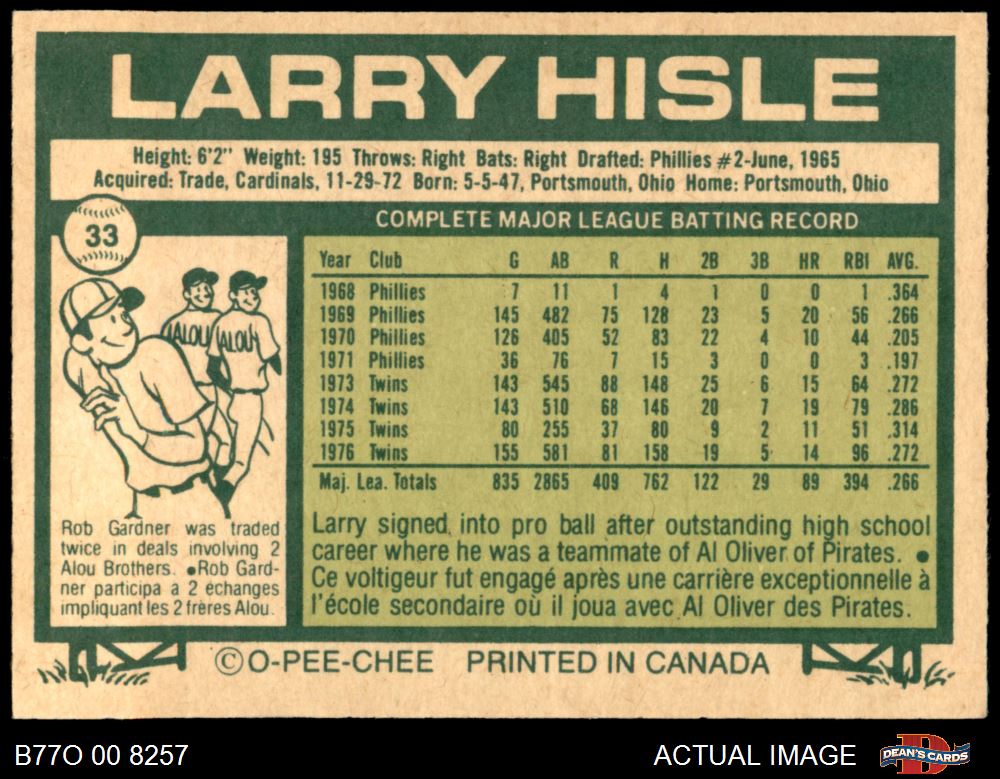 LARRY HISLE
Height: 6'2" Weight: 195 Throws: Right Bats: Right Drafted: Phillies #2-June, 1965
Acquired: Trade, Cardinals, 11-29-72 Born: 5-5-47, Portsmouth, Ohio Home: Portsmouth, Ohio
33
COMPLETE MAJOR LEAGUE BATTING RECORD
Year Club G AB R H 2B 3B HR RBI AVG.
1968 Phillies 7 11 1 4 1 0 0 1 .364
1969 Phillies 145 482 75 128 23 5 20 56 .266
1970 Phillies 126 405 52 83 22 4 10 44 .205
1971 Phillies 36 76 7 15 3 0 0 3 .197
1973 Twins 143 545 88 148 25 6 15 64 .272
1974 Twins 143 510 68 146 20 7 19 79 .286
1975 Twins 80 255 37 80 9 2 11 51 .314
1976 Twins 155 581 81 158 19 5 14 96 .272
Maj. Lea. Totals 835 2865 409 762 122 29 89 394 .266
ALOU ALOU
Rob Gardner was traded
twice in deals involving 2
Alou Brothers. ●Rob Gard-
ner participa à 2 échanges
impliquant les 2 frères Alou.
Larry signed into pro ball after outstanding high school
career where he was a teammate of Al Oliver of Pirates. ●
Ce voltigeur fut engagé après une carrière exceptionnelle à
l'école secondaire où il joua avec Al Oliver des Pirates.
©O-PEE-CHEE PRINTED IN CANADA
B77O 00 8257 ACTUAL IMAGE DEAN'S CARDS